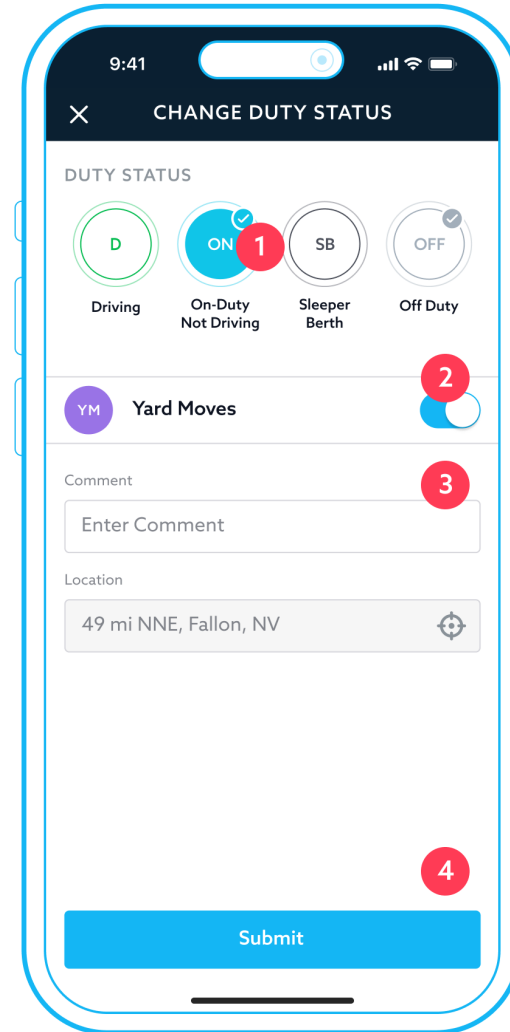 9:41
CHANGE DUTY STATUS
DUTY STATUS
D
ON
1
SB
OFF
Driving
On-Duty
Not Driving
Sleeper
Berth
Off Duty
2
YM
Yard Moves
3
Comment
Enter Comment
Location
49 mi NNE, Fallon, NV
4
Submit